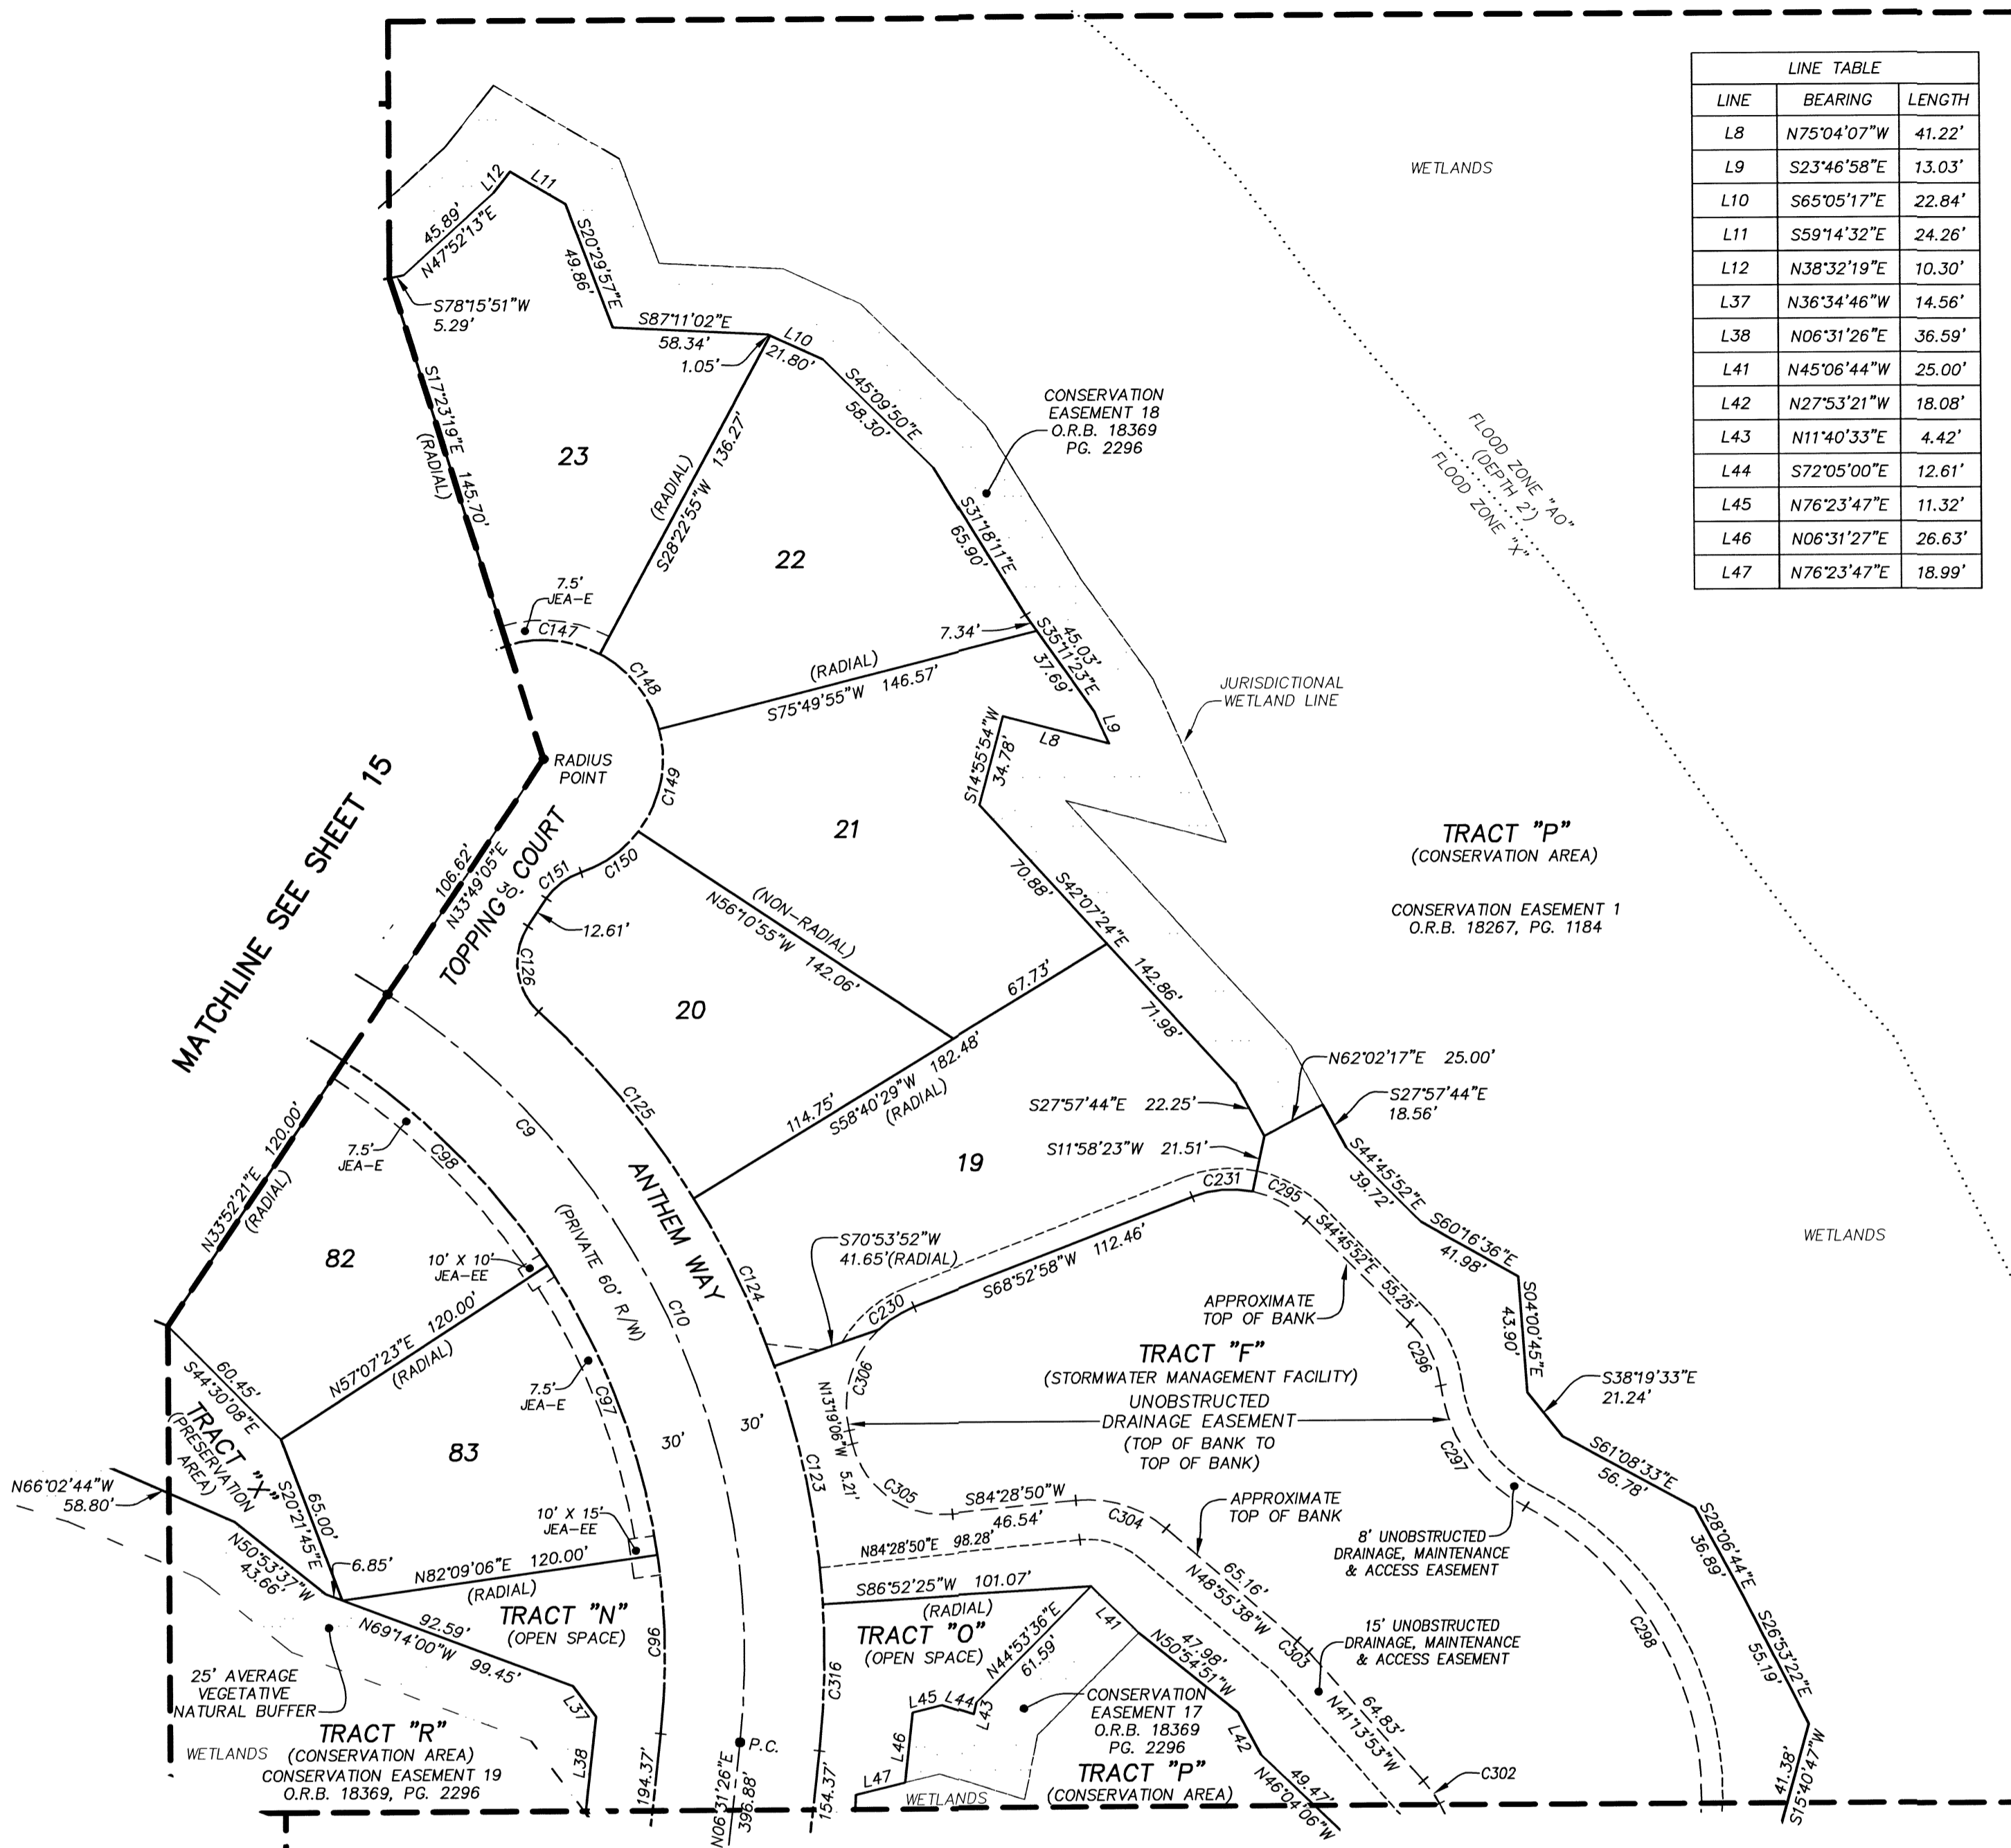 LINE TABLE
LINE BEARING LENGTH
L8 N75°04'07"W 41.22'
L9 S23°46'58"E 13.03'
L10 S65°05'17"E 22.84'
L11 S59°14'32"E 24.26'
L12 N38°32'19"E 10.30'
L37 N36°34'46"W 14.56'
L38 N06°31'26"E 36.59'
L41 N45°06'44"W 25.00'
L42 N27°53'21"W 18.08'
L43 N11°40'33"E 4.42'
L44 S72°05'00"E 12.61'
L45 N76°23'47"E 11.32'
L46 N06°31'27"E 26.63'
L47 N76°23'47"E 18.99'
WETLANDS
L12
L11
45.89'
N47°52'13"E
S20°29'57"E
49.86'
S78°15'51"W
5.29'
S87°11'02"E
58.34'
1.05'
L10
21.80'
S45°09'50"E
58.30'
S17°23'19"E 145.70'
(RADIAL)
23
(RADIAL)
S28°22'55"W 136.27'
CONSERVATION
EASEMENT 18
O.R.B. 18369
PG. 2296
FLOOD ZONE "AO"
(DEPTH 2')
FLOOD ZONE "X"
22
S31°18'11"E
65.90'
7.5'
JEA-E
C147
C148
7.34'
45.03'
S35°11'23"E
37.69'
(RADIAL)
S75°49'55"W 146.57'
L9
L8
S14°55'54"W
34.78'
JURISDICTIONAL
WETLAND LINE
MATCHLINE SEE SHEET 15
RADIUS
POINT
C149
21
TRACT "P"
(CONSERVATION AREA)
CONSERVATION EASEMENT 1
O.R.B. 18267, PG. 1184
106.62'
N33°49'05"E
30'
TOPPING COURT
C151
C150
12.61'
C126
(NON-RADIAL)
N56°10'55"W 142.06'
70.88'
S42°07'24"E 142.86'
71.98'
67.73'
20
C125
114.75'
S58°40'29"W 182.48'
(RADIAL)
N62°02'17"E 25.00'
S27°57'44"E
18.56'
S27°57'44"E 22.25'
S11°58'23"W 21.51'
19
C231
C295
S44°45'52"E
39.72'
S60°16'36"E
41.98'
WETLANDS
C9
N33°52'21"E 120.00'
(RADIAL)
7.5'
JEA-E
C98
82
10' X 10'
JEA-EE
(PRIVATE 60' R/W)
ANTHEM WAY
C124
C10
S70°53'52"W
41.65'(RADIAL)
S68°52'58"W 112.46'
C230
S44°45'52"E 55.25'
APPROXIMATE
TOP OF BANK
C296
S04°00'45"E
43.90'
N57°07'23"E 120.00'
(RADIAL)
60.45'
S44°30'08"E
7.5'
JEA-E
C97
TRACT "F"
(STORMWATER MANAGEMENT FACILITY)
UNOBSTRUCTED
DRAINAGE EASEMENT
(TOP OF BANK TO
TOP OF BANK)
C306
N13°19'06"W 5.21'
S38°19'33"E
21.24'
TRACT "X"
(PRESERVATION
AREA)
83
30'
30'
C123
C305
C297
S61°08'33"E
56.78'
N66°02'44"W
58.80'
S20°21'45"E
65.00'
N50°53'37"W
43.66'
6.85'
10' X 15'
JEA-EE
N82°09'06"E 120.00'
(RADIAL)
S84°28'50"W
46.54'
C304
APPROXIMATE
TOP OF BANK
N84°28'50"E 98.28'
8' UNOBSTRUCTED
DRAINAGE, MAINTENANCE
& ACCESS EASEMENT
S28°06'44"E
36.89'
S86°52'25"W 101.07'
(RADIAL)
65.16'
N48°55'38"W
C303
15' UNOBSTRUCTED
DRAINAGE, MAINTENANCE
& ACCESS EASEMENT
C298
S26°53'22"E
55.19'
TRACT "N"
(OPEN SPACE)
C96
92.59'
N69°14'00"W 99.45'
25' AVERAGE
VEGETATIVE
NATURAL BUFFER
TRACT "O"
(OPEN SPACE)
N44°53'36"E
61.59'
L41
47.98'
N50°54'51"W
C316
L45
L44
L43
L46
L47
CONSERVATION
EASEMENT 17
O.R.B. 18369
PG. 2296
L42
64.83'
N41°13'53"W
TRACT "R"
WETLANDS
(CONSERVATION AREA)
CONSERVATION EASEMENT 19
O.R.B. 18369, PG. 2296
L37
L38
194.37'
P.C.
N06°31'26"E
396.88'
154.37'
WETLANDS
TRACT "P"
(CONSERVATION AREA)
49.47'
N46°04'06"W
C302
41.38'
S15°40'47"W